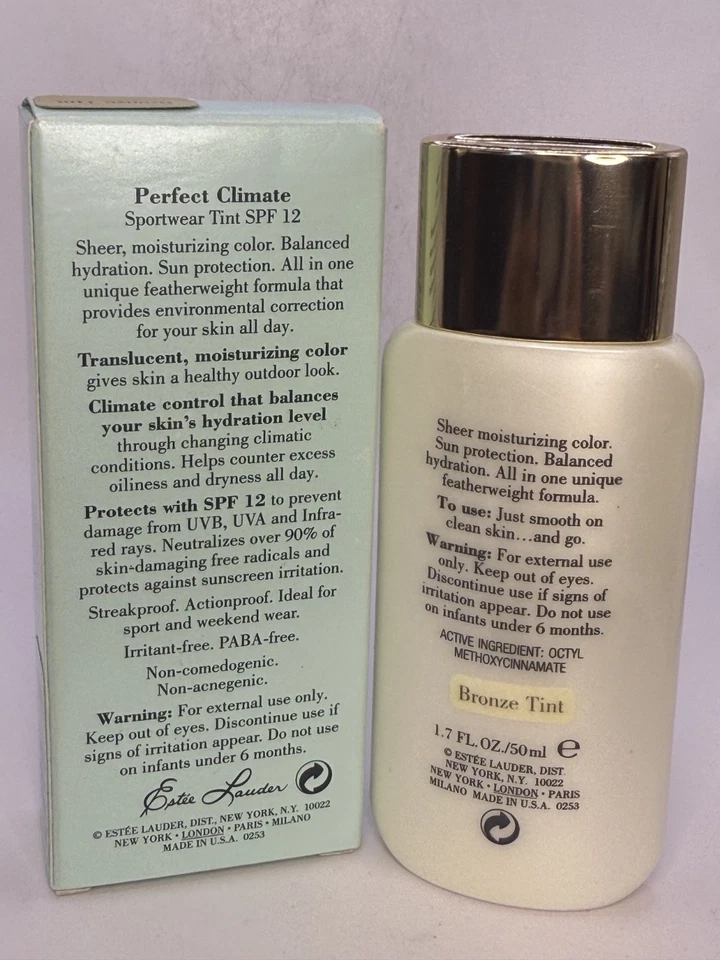 Perfect Climate
Sportwear Tint SPF 12
Sheer, moisturizing color. Balanced
hydration. Sun protection. All in one
unique featherweight formula that
provides environmental correction
for your skin all day.
Translucent, moisturizing color
gives skin a healthy outdoor look.
Climate control that balances
your skin's hydration level
through changing climatic
conditions. Helps counter excess
oiliness and dryness all day.
Protects with SPF 12 to prevent
damage from UVB, UVA and Infra-
red rays. Neutralizes over 90% of
skin-damaging free radicals and
protects against sunscreen irritation.
Streakproof. Actionproof. Ideal for
sport and weekend wear.
Irritant-free. PABA-free.
Non-comedogenic.
Non-acnegenic.
Warning: For external use only.
Keep out of eyes. Discontinue use if
signs of irritation appear. Do not use
on infants under 6 months.
Estée Lauder
© ESTÉE LAUDER, DIST., NEW YORK, N.Y. 10022
NEW YORK • LONDON • PARIS • MILANO
MADE IN U.S.A. 0253
Sheer moisturizing color.
Sun protection. Balanced
hydration. All in one unique
featherweight formula.
To use: Just smooth on
clean skin...and go.
Warning: For external use
only. Keep out of eyes.
Discontinue use if signs of
irritation appear. Do not use
on infants under 6 months.
ACTIVE INGREDIENT: OCTYL
METHOXYCINNAMATE
Bronze Tint
1.7 FL.OZ./50ml ℮
© ESTÉE LAUDER, DIST.
NEW YORK, N.Y. 10022
NEW YORK • LONDON • PARIS
MILANO MADE IN U.S.A. 0253